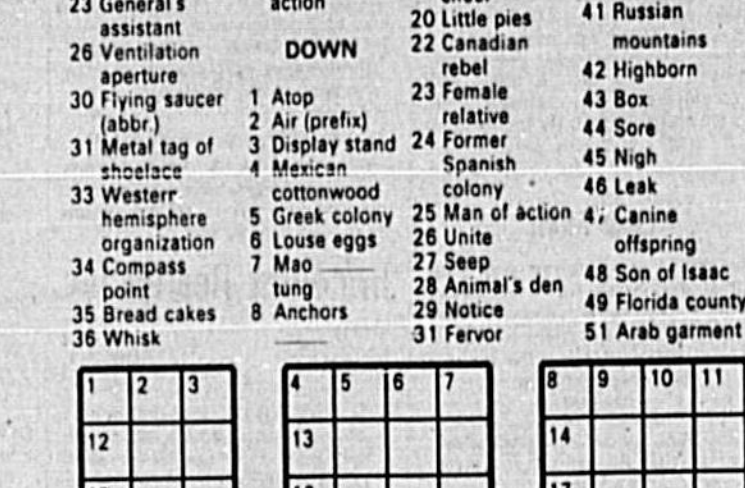 23 General's
assistant
26 Ventilation
aperture
30 Flying saucer
(abbr.)
31 Metal tag of
shoelace
33 Western
hemisphere
organization
34 Compass
point
35 Bread cakes
36 Whisk
action
DOWN
1 Atop
2 Air (prefix)
3 Display stand
4 Mexican
cottonwood
5 Greek colony
6 Louse eggs
7 Mao ____
tung
8 Anchors
____
20 Little pies
22 Canadian
rebel
23 Female
relative
24 Former
Spanish
colony
25 Man of action
26 Unite
27 Seep
28 Animal's den
29 Notice
31 Fervor
41 Russian
mountains
42 Highborn
43 Box
44 Sore
45 Nigh
46 Leak
47 Canine
offspring
48 Son of Isaac
49 Florida county
51 Arab garment
1 2 3 4 5 6 7 8 9 10 11
12 13 14